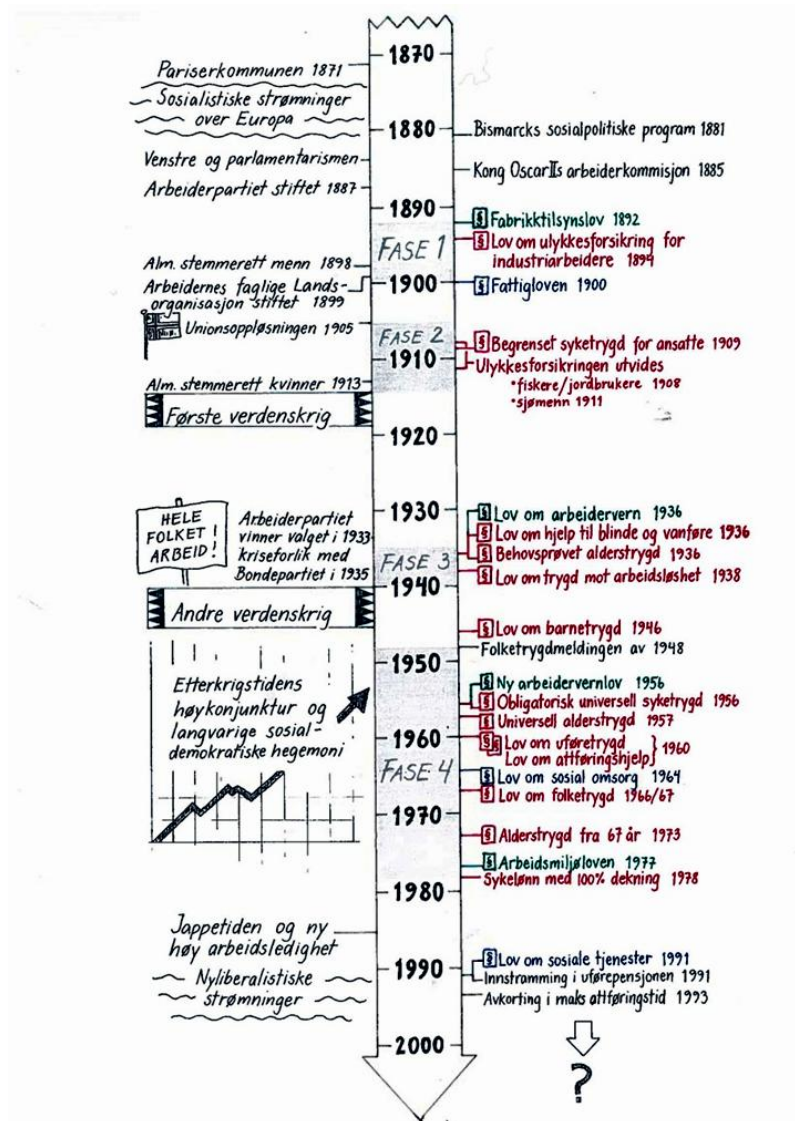 1870
Pariserkommunen 1871
Sosialistiske strømninger
over Europa
1880
Bismarcks sosialpolitiske program 1881
Venstre og parlamentarismen
Kong Oscar IIs arbeiderkommisjon 1885
Arbeiderpartiet stiftet 1887
1890
§ Fabrikktilsynslov 1892
FASE 1
§ Lov om ulykkesforsikring for
industriarbeidere 1894
Alm. stemmerett menn 1898
Arbeidernes faglige Lands-
organisasjon stiftet 1899
1900
§ Fattigloven 1900
Unionsoppløsningen 1905
FASE 2
§ Begrenset syketrygd for ansatte 1909
1910
Ulykkesforsikringen utvides
*fiskere/jordbrukere 1908
*sjømenn 1911
Alm. stemmerett kvinner 1913
Første verdenskrig
1920
1930
HELE
FOLKET !
ARBEID!
Arbeiderpartiet
vinner valget i 1933
kriseforlik med
Bondepartiet i 1935
§ Lov om arbeidervern 1936
§ Lov om hjelp til blinde og vanføre 1936
§ Behovsprøvet alderstrygd 1936
FASE 3
§ Lov om trygd mot arbeidsløshet 1938
1940
Andre verdenskrig
§ Lov om barnetrygd 1946
Folketrygdmeldingen av 1948
1950
Etterkrigstidens
høykonjunktur og
langvarige sosial-
demokratiske hegemoni
§ Ny arbeidervernlov 1956
§ Obligatorisk universell syketrygd 1956
§ Universell alderstrygd 1957
1960
§ Lov om uføretrygd
§ Lov om attføringshjelp } 1960
FASE 4
§ Lov om sosial omsorg 1964
§ Lov om folketrygd 1966/67
1970
§ Alderstrygd fra 67 år 1973
§ Arbeidsmiljøloven 1977
Sykelønn med 100% dekning 1978
1980
Jappetiden og ny
høy arbeidsledighet
Nyliberalistiske
strømninger
1990
§ Lov om sosiale tjenester 1991
Innstramming i uførepensjonen 1991
Avkorting i maks attføringstid 1993
2000
?